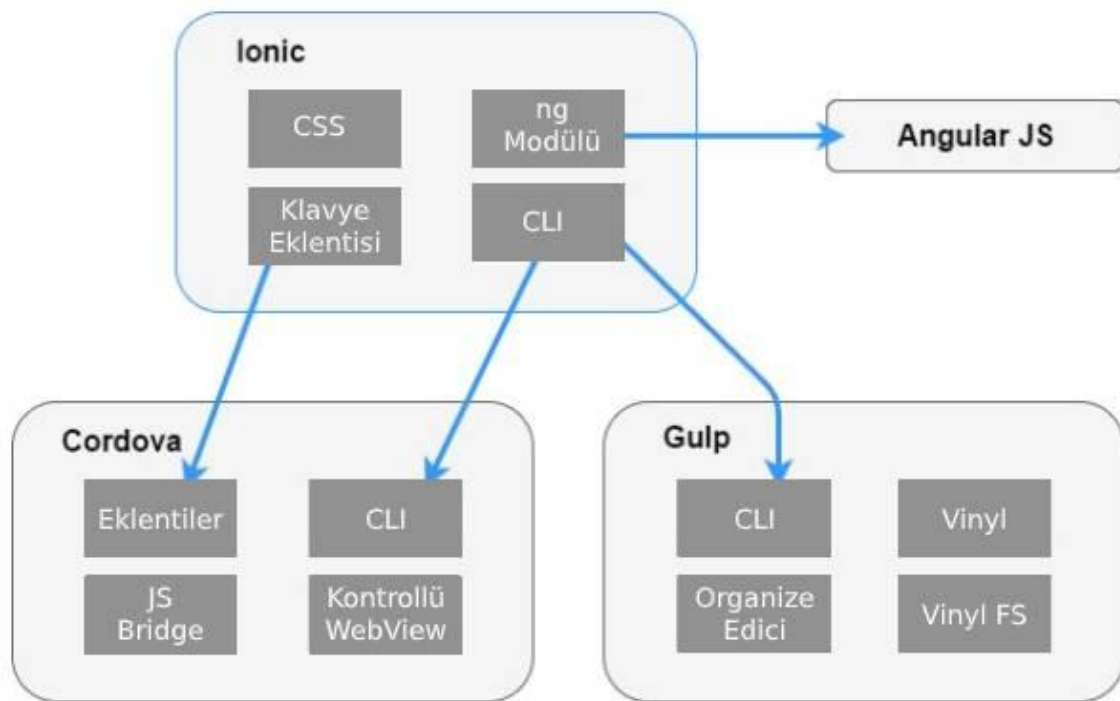 Ionic
CSS
ng
Modülü
Klavye
Eklentisi
CLI
Angular JS
Cordova
Eklentiler
CLI
JS
Bridge
Kontrollü
WebView
Gulp
CLI
Vinyl
Organize
Edici
Vinyl FS